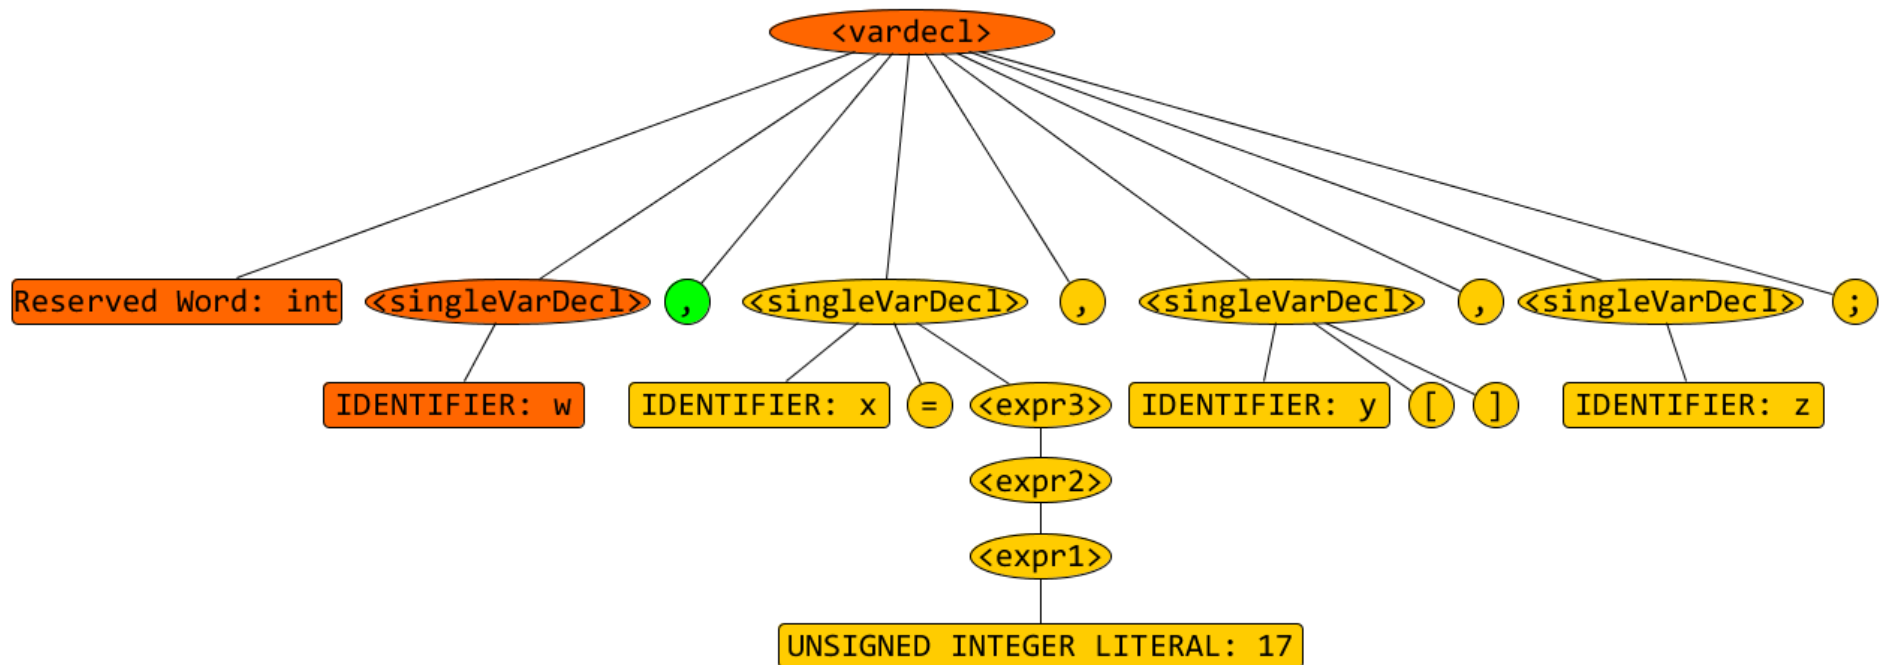 <vardecl>
Reserved Word: int <singleVarDecl> , <singleVarDecl> , <singleVarDecl> , <singleVarDecl> ;
IDENTIFIER: w IDENTIFIER: x = <expr3> IDENTIFIER: y [ ] IDENTIFIER: z
<expr2>
<expr1>
UNSIGNED INTEGER LITERAL: 17